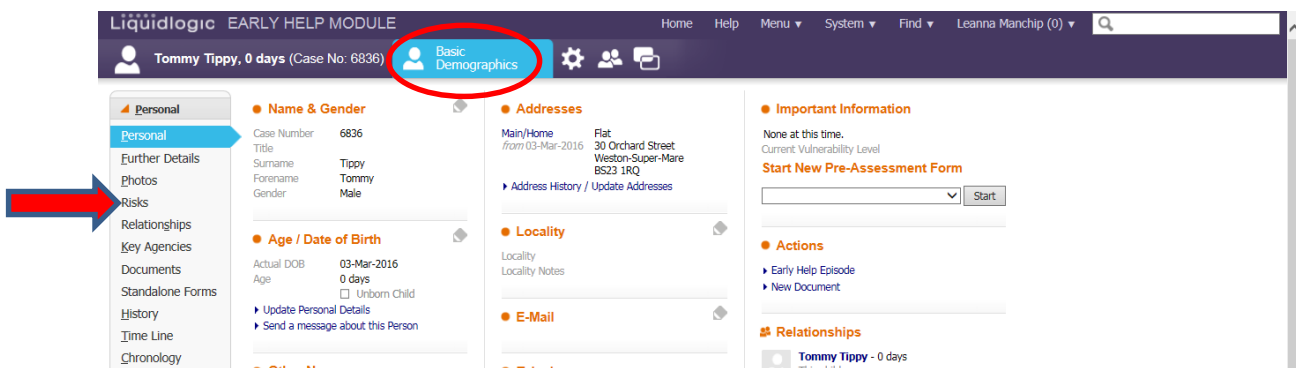 Liquidlogic EARLY HELP MODULE
Home Help Menu ▾ System ▾ Find ▾ Leanna Manchip (0) ▾
Tommy Tippy, 0 days (Case No: 6836)
Basic
Demographics
Personal
Personal
Further Details
Photos
Risks
Relationships
Key Agencies
Documents
Standalone Forms
History
Time Line
Chronology
Name & Gender
Case Number 6836
Title
Surname Tippy
Forename Tommy
Gender Male
Age / Date of Birth
Actual DOB 03-Mar-2016
Age 0 days
Unborn Child
Update Personal Details
Send a message about this Person
Addresses
Main/Home Flat
from 03-Mar-2016 30 Orchard Street
Weston-Super-Mare
BS23 1RQ
Address History / Update Addresses
Locality
Locality
Locality Notes
E-Mail
Important Information
None at this time.
Current Vulnerability Level
Start New Pre-Assessment Form
Start
Actions
Early Help Episode
New Document
Relationships
Tommy Tippy - 0 days